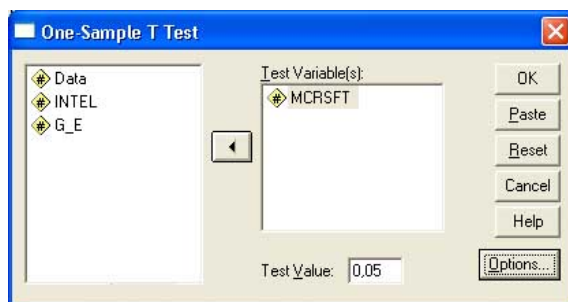 One-Sample T Test
Data
INTEL
G_E
Test Variable(s):
MCRSFT
Test Value: 0,05
OK
Paste
Reset
Cancel
Help
Options...